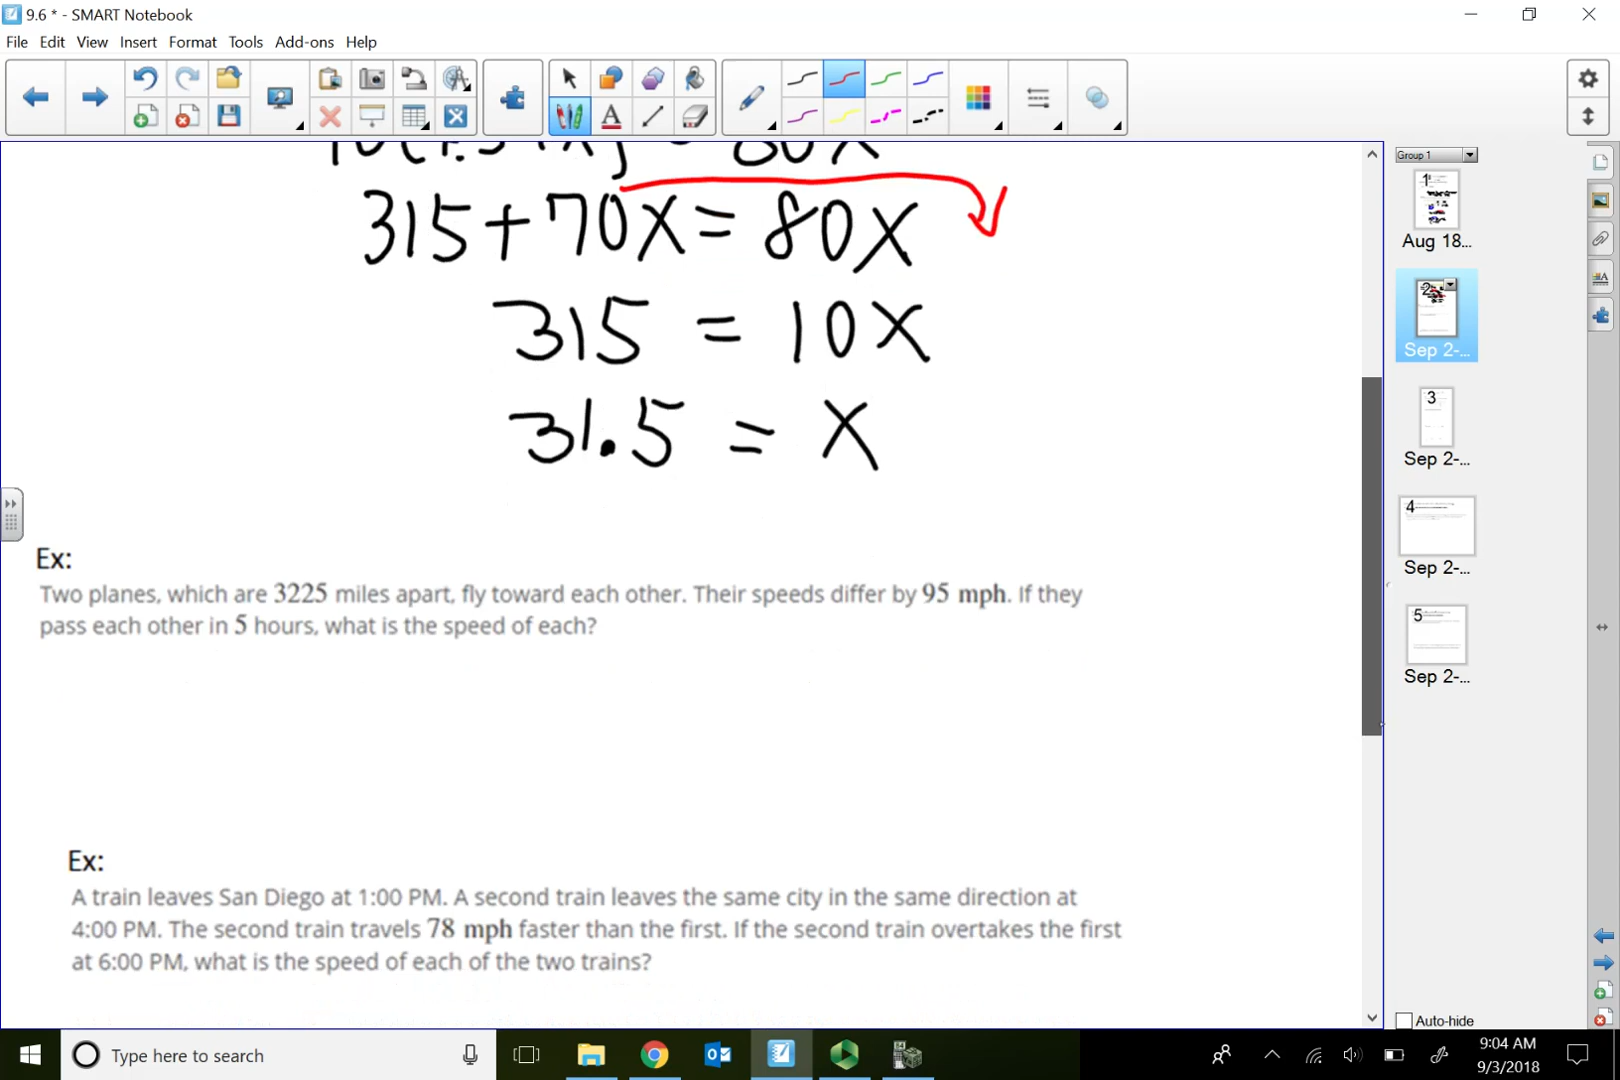 9.6 * - SMART Notebook
File Edit View Insert Format Tools Add-ons Help
315 + 70X = 80X
315 = 10X
31.5 = X
Ex:
Two planes, which are 3225 miles apart, fly toward each other. Their speeds differ by 95 mph. If they
pass each other in 5 hours, what is the speed of each?
Ex:
A train leaves San Diego at 1:00 PM. A second train leaves the same city in the same direction at
4:00 PM. The second train travels 78 mph faster than the first. If the second train overtakes the first
at 6:00 PM, what is the speed of each of the two trains?
Group 1
1
Aug 18...
2
Sep 2-...
3
Sep 2-...
4
Sep 2-...
5
Sep 2-...
Auto-hide
Type here to search
9:04 AM
9/3/2018